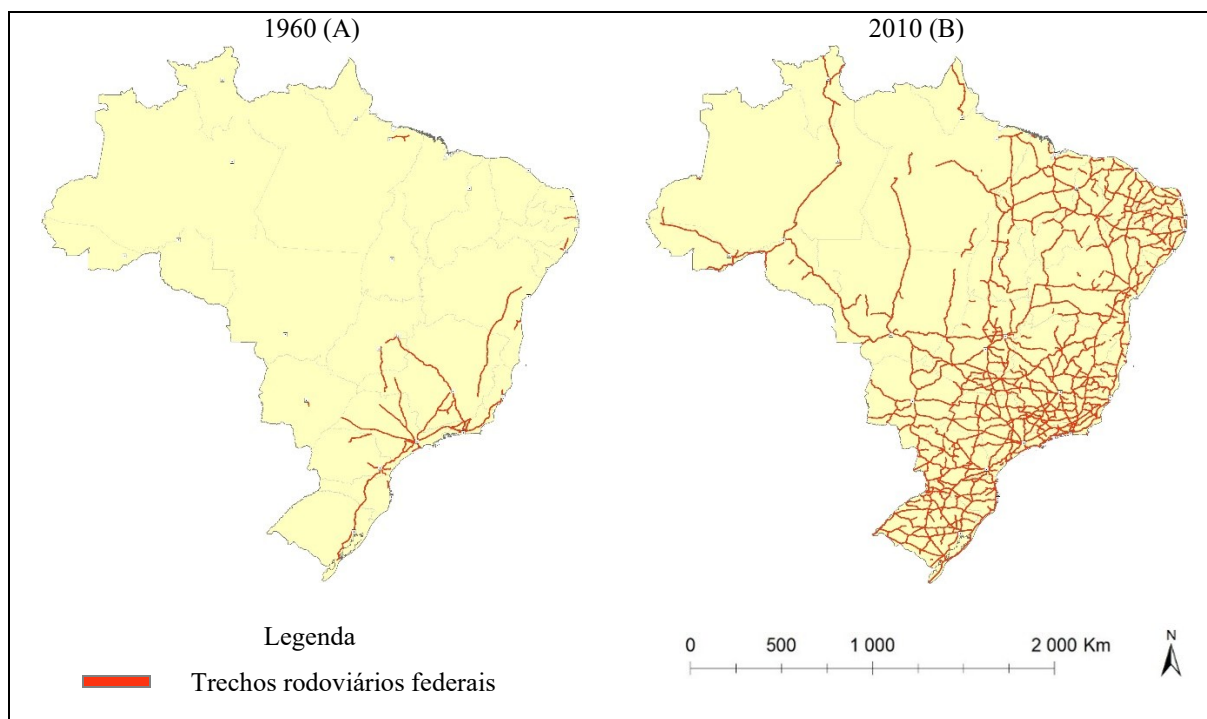 1960 (A)
2010 (B)
Legenda
Trechos rodoviários federais
0 500 1 000 2 000 Km
N